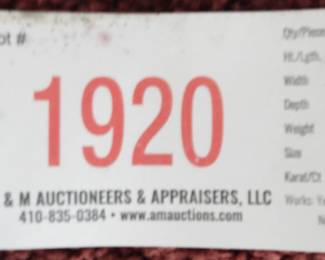 ot #
1920
& M AUCTIONEERS & APPRAISERS, LLC
410-835-0384 • www.amauctions.com
Qty/Piece
Ht./Lgth.
Width
Depth
Weight
Size
Karat/Ct
Works: Y